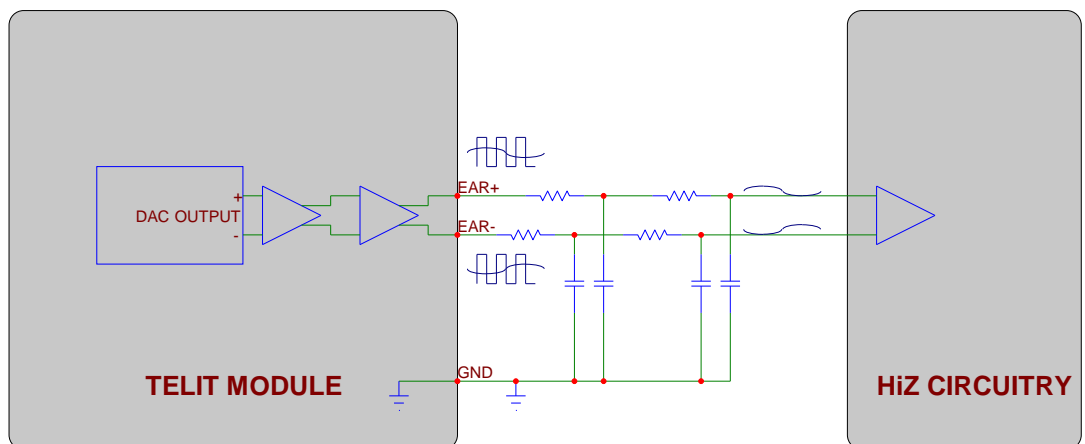 EAR+
+
DAC OUTPUT
-
EAR-
GND
TELIT MODULE
HiZ CIRCUITRY